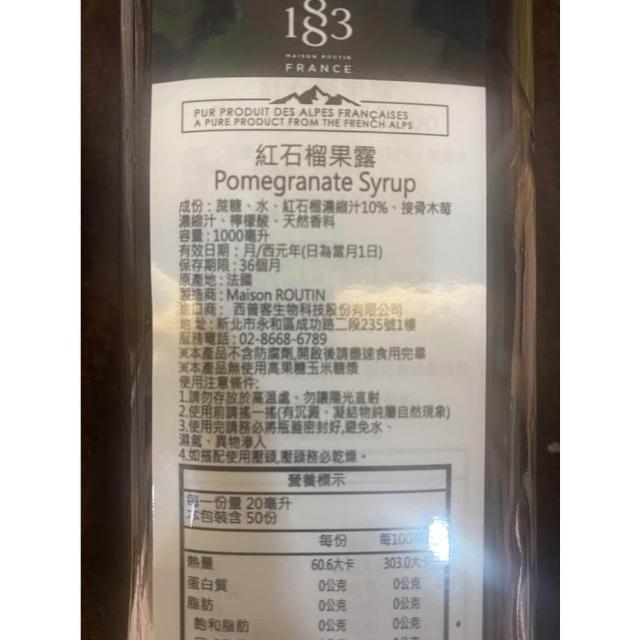 1883
MAISON ROUTIN
FRANCE
PUR PRODUIT DES ALPES FRANÇAISES
A PURE PRODUCT FROM THE FRENCH ALPS
紅石榴果露
Pomegranate Syrup
成份:蔗糖、水、紅石榴濃縮汁10%、接骨木莓
濃縮汁、檸檬酸、天然香料
容量:1000毫升
有效日期:月/西元年(日為當月1日)
保存期限:36個月
原產地:法國
製造商:Maison ROUTIN
進口商: 西普客生物科技股份有限公司
地 址:新北市永和區成功路二段235號1樓
服務電話:02-8668-6789
※本產品不含防腐劑,開啟後請盡速食用完畢
※本產品無使用高果糖玉米糖漿
使用注意條件:
1.請勿存放於高溫處、勿讓陽光直射
2.使用前請搖一搖(有沉澱、凝結物純屬自然現象)
3.使用完請務必將瓶蓋密封好,避免水、
濕氣、異物滲入
4.如搭配使用壓頭,壓頭務必乾燥。
營養標示
每一份量 20毫升
本包裝含 50份
每份 每100
熱量 60.6大卡 303.0大卡
蛋白質 0公克 0公克
脂肪 0公克 0公克
飽和脂肪 0公克 0公克